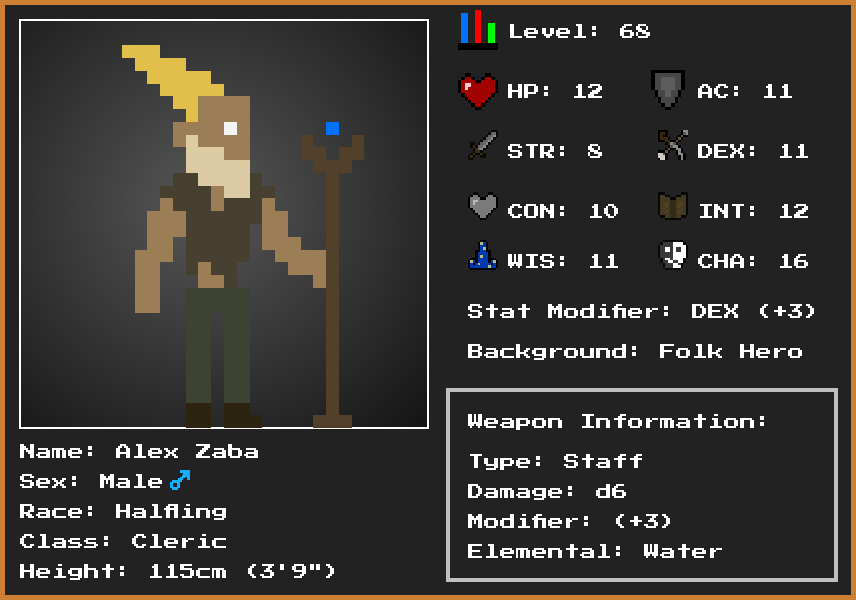 Level: 68
HP: 12 AC: 11
STR: 8 DEX: 11
CON: 10 INT: 12
WIS: 11 CHA: 16
Stat Modifier: DEX (+3)
Background: Folk Hero
Weapon Information:
Type: Staff
Damage: d6
Modifier: (+3)
Elemental: Water
Name: Alex Zaba
Sex: Male♂
Race: Halfling
Class: Cleric
Height: 115cm (3'9")